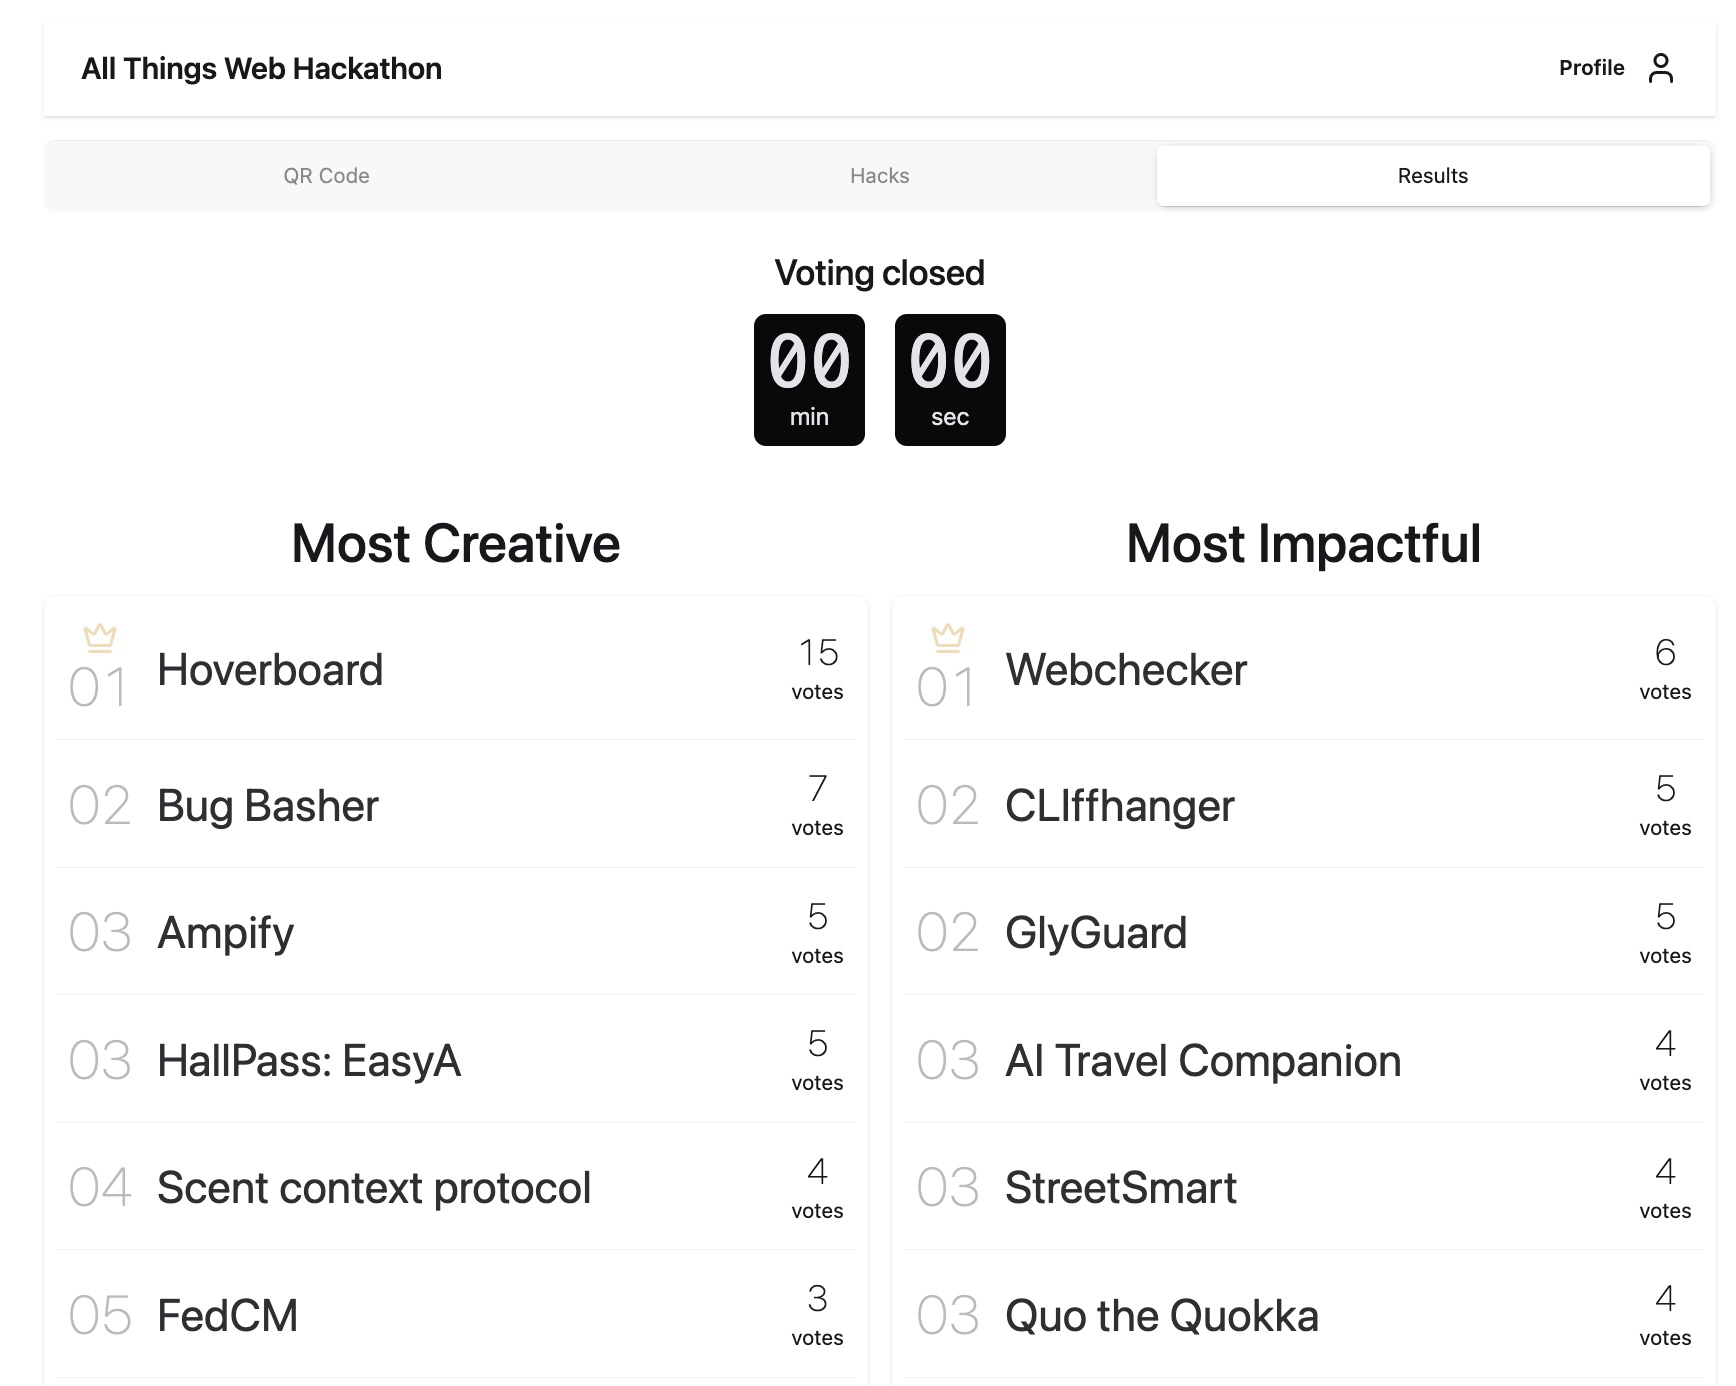 All Things Web Hackathon
Profile
QR Code
Hacks
Results
Voting closed
00 00
min sec
Most Creative
01 Hoverboard 15 votes
02 Bug Basher 7 votes
03 Ampify 5 votes
03 HallPass: EasyA 5 votes
04 Scent context protocol 4 votes
05 FedCM 3 votes
Most Impactful
01 Webchecker 6 votes
02 CLIffhanger 5 votes
02 GlyGuard 5 votes
03 AI Travel Companion 4 votes
03 StreetSmart 4 votes
03 Quo the Quokka 4 votes